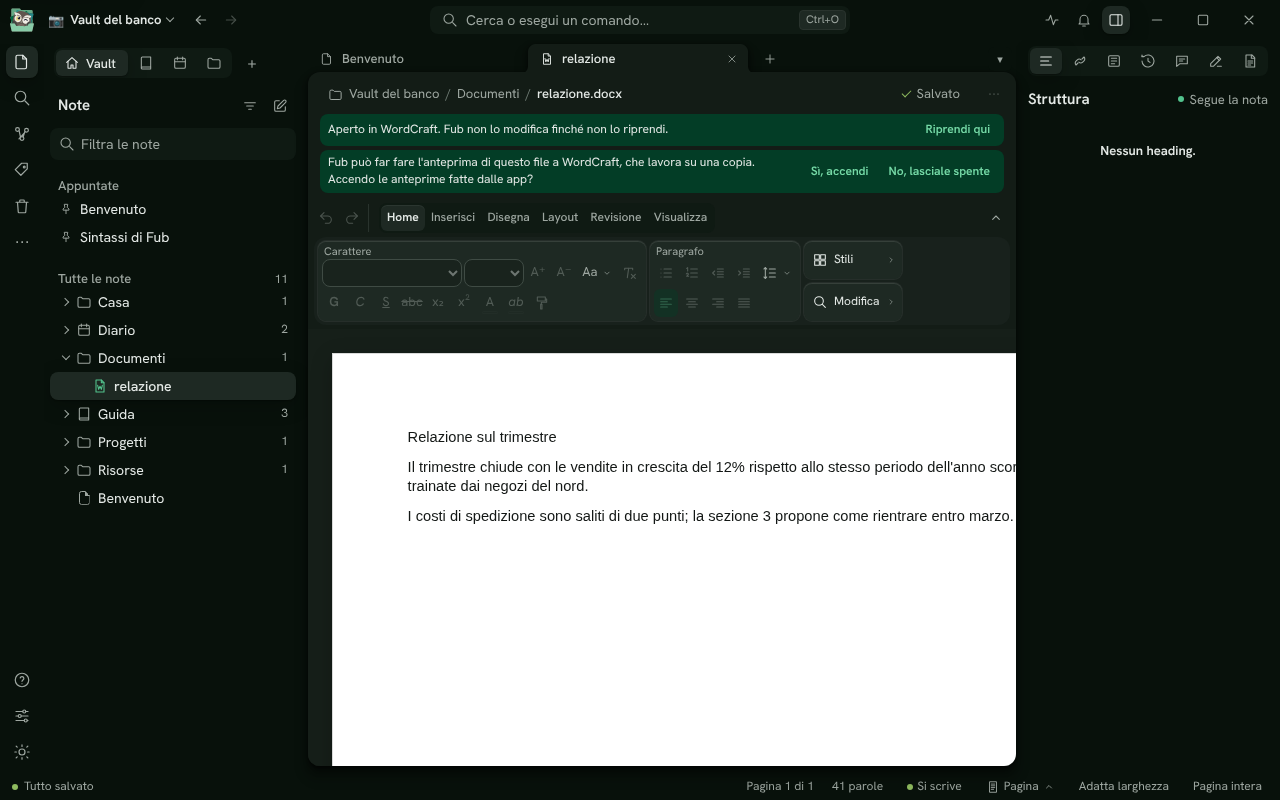 Vault del banco
Cerca o esegui un comando...
Ctrl+O
Vault
Benvenuto
relazione
Note
Filtra le note
Appuntate
Benvenuto
Sintassi di Fub
Tutte le note 11
Casa 1
Diario 2
Documenti 1
relazione
Guida 3
Progetti 1
Risorse 1
Benvenuto
Vault del banco / Documenti / relazione.docx
Salvato
Aperto in WordCraft. Fub non lo modifica finché non lo riprendi.
Riprendi qui
Fub può far fare l'anteprima di questo file a WordCraft, che lavora su una copia.
Accendo le anteprime fatte dalle app?
Sì, accendi
No, lasciale spente
Home Inserisci Disegna Layout Revisione Visualizza
Carattere
Paragrafo
Stili
A+ A− Aa
G C S abc x₂ x² A ab
Modifica
Relazione sul trimestre
Il trimestre chiude con le vendite in crescita del 12% rispetto allo stesso periodo dell'anno scor
trainate dai negozi del nord.
I costi di spedizione sono saliti di due punti; la sezione 3 propone come rientrare entro marzo.
Struttura
Segue la nota
Nessun heading.
Tutto salvato
Pagina 1 di 1
41 parole
Si scrive
Pagina
Adatta larghezza
Pagina intera